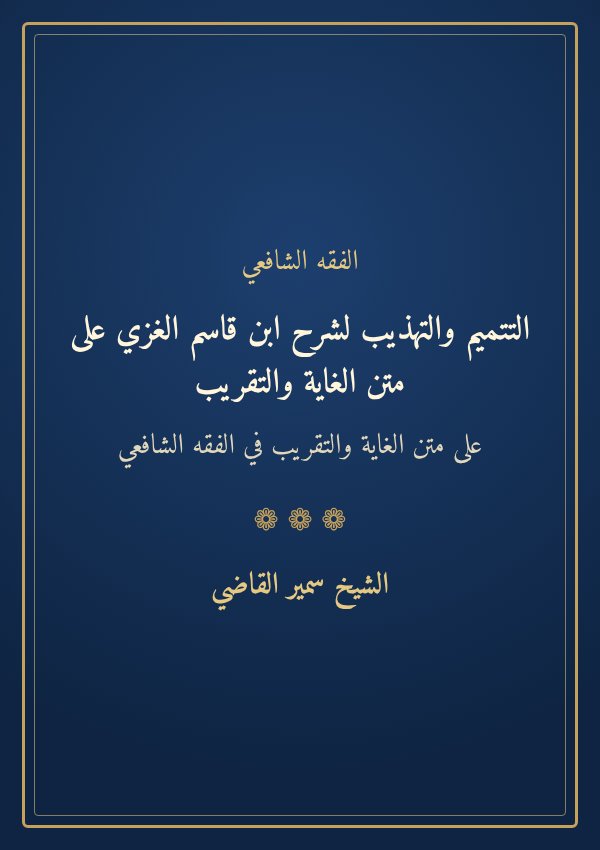 الفقه الشافعي
التتميم والتهذيب لشرح ابن قاسم الغزي على
متن الغاية والتقريب
على متن الغاية والتقريب في الفقه الشافعي
الشيخ سمير القاضي